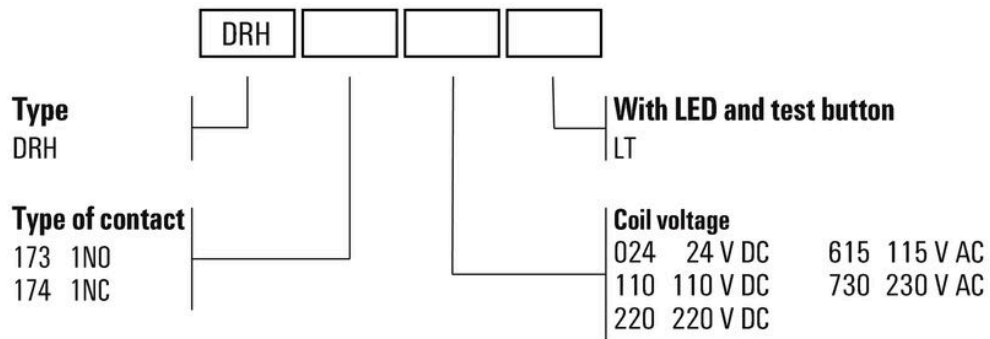 DRH
Type
DRH
With LED and test button
LT
Type of contact
173 1NO
174 1NC
Coil voltage
024 24 V DC 615 115 V AC
110 110 V DC 730 230 V AC
220 220 V DC